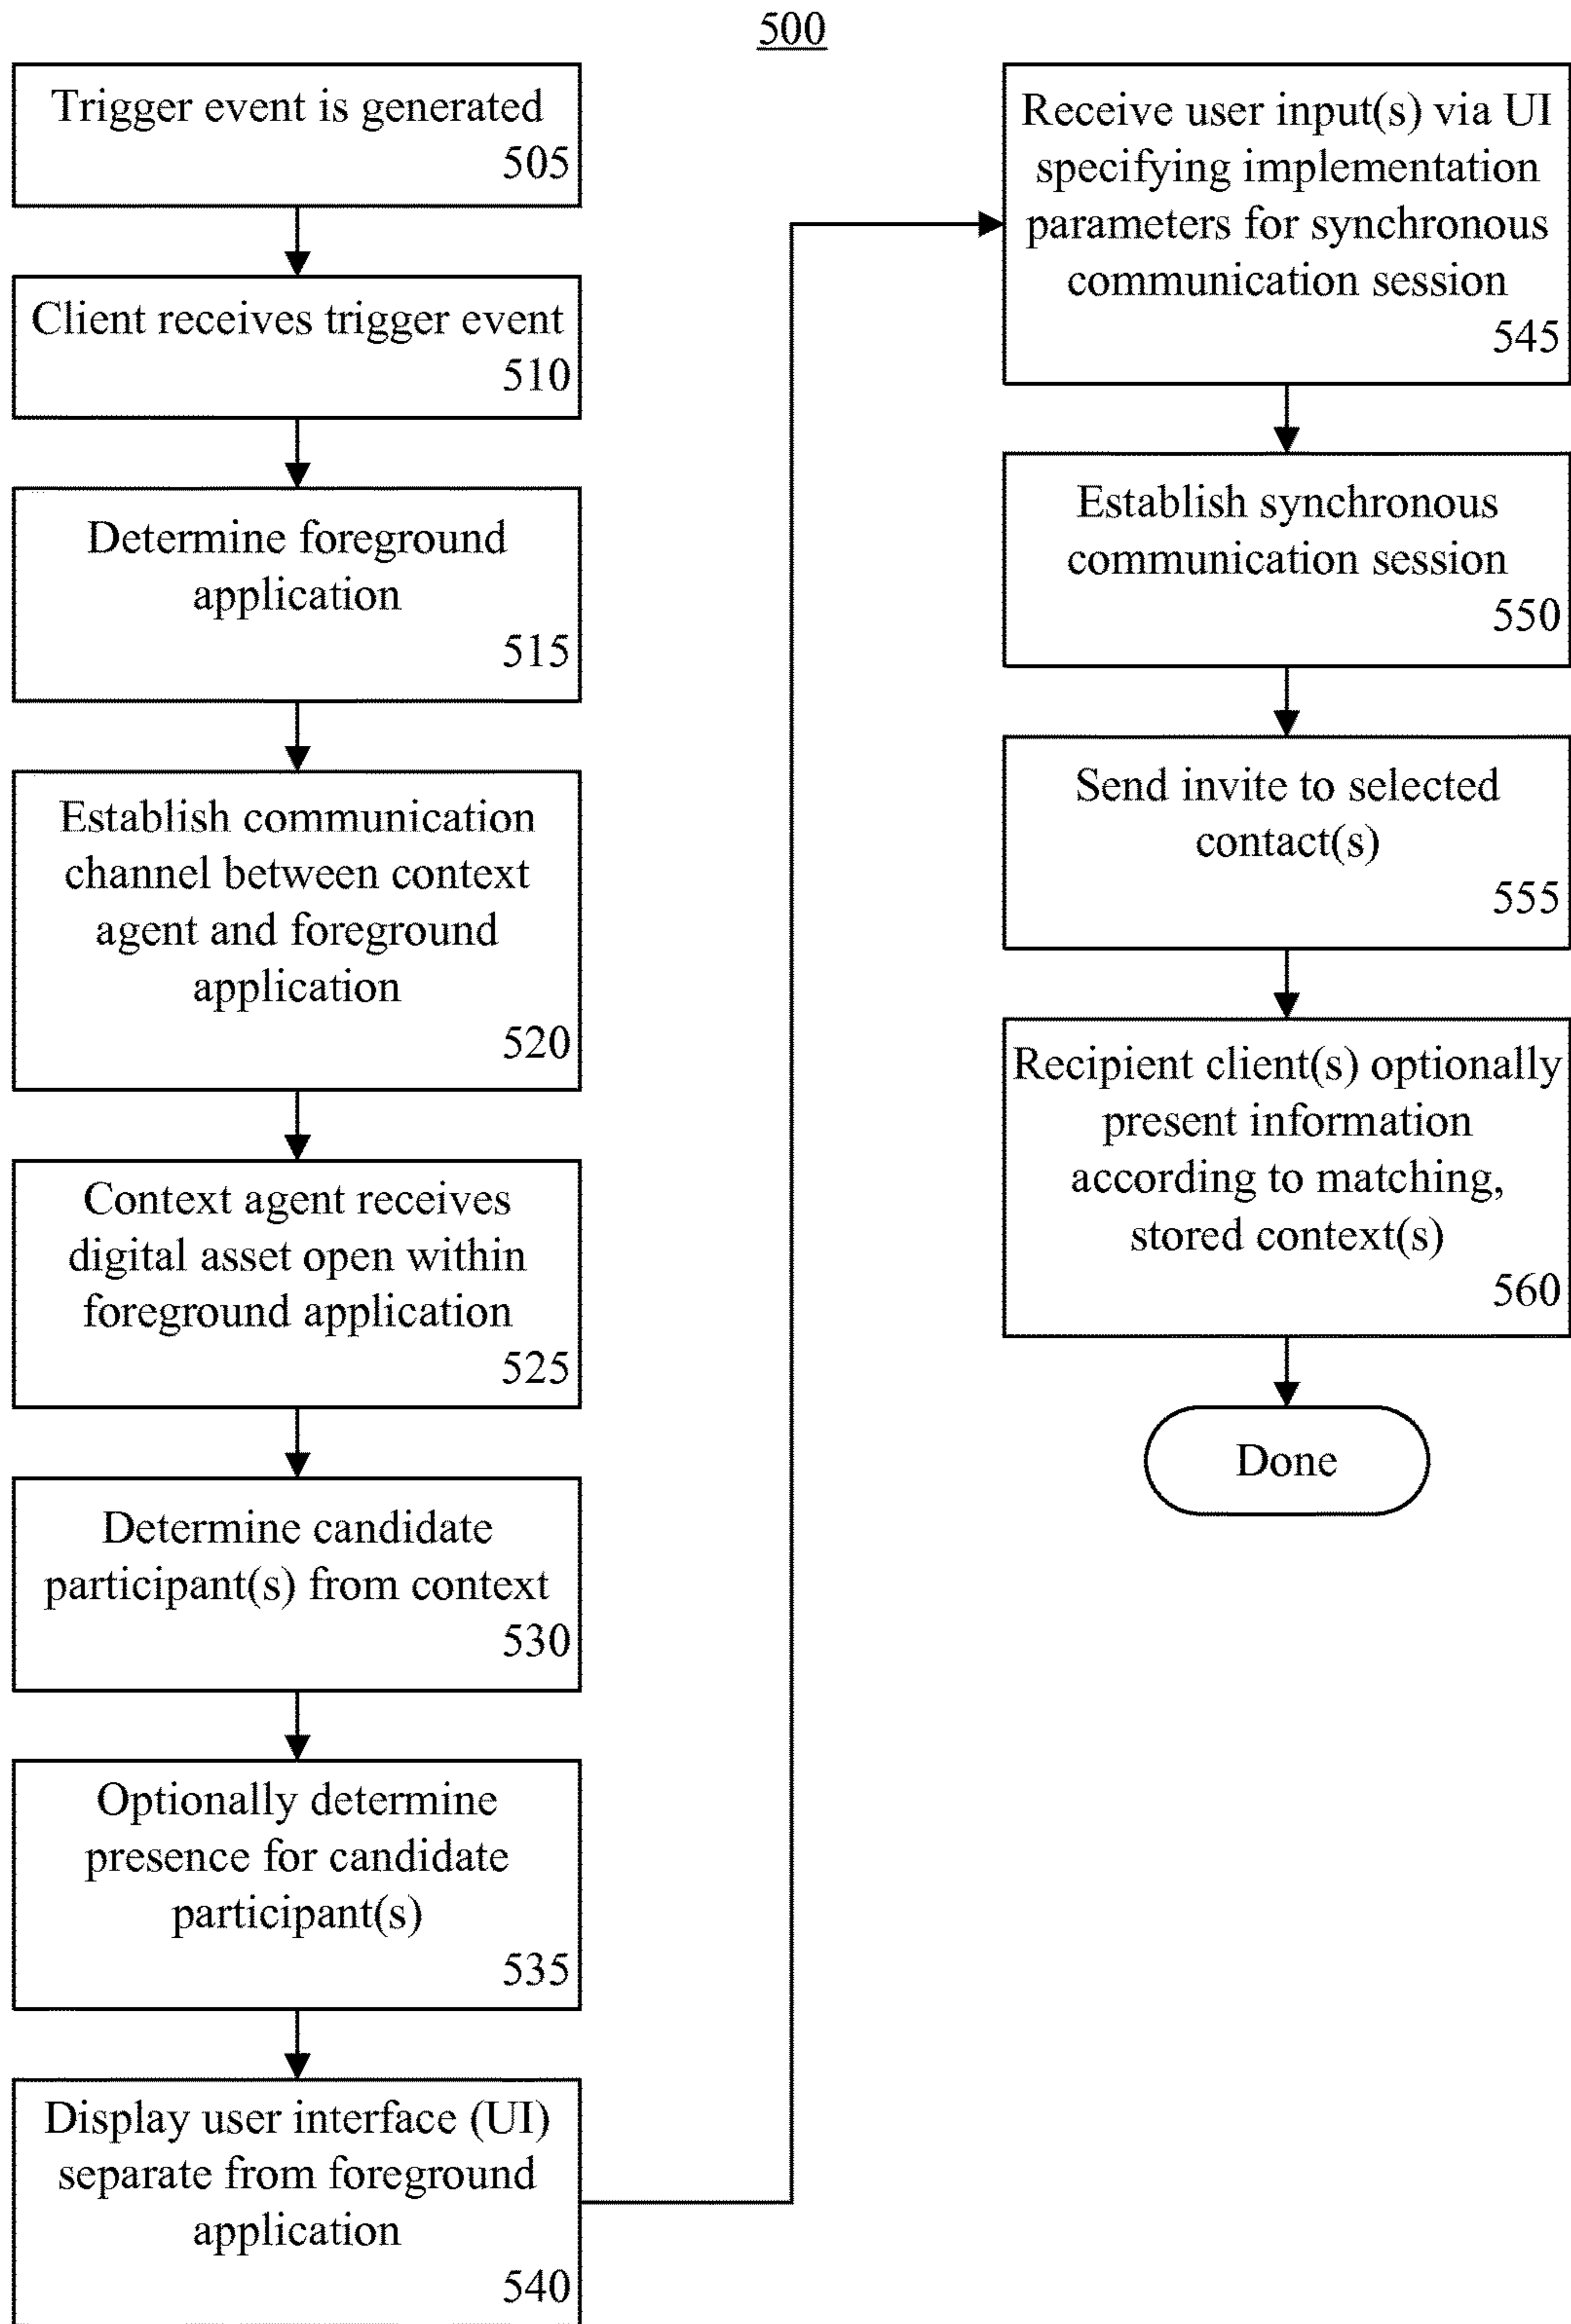 500
Trigger event is generated
505
Client receives trigger event
510
Determine foreground
application
515
Establish communication
channel between context
agent and foreground
application
520
Context agent receives
digital asset open within
foreground application
525
Determine candidate
participant(s) from context
530
Optionally determine
presence for candidate
participant(s)
535
Display user interface (UI)
separate from foreground
application
540
Receive user input(s) via UI
specifying implementation
parameters for synchronous
communication session
545
Establish synchronous
communication session
550
Send invite to selected
contact(s)
555
Recipient client(s) optionally
present information
according to matching,
stored context(s)
560
Done